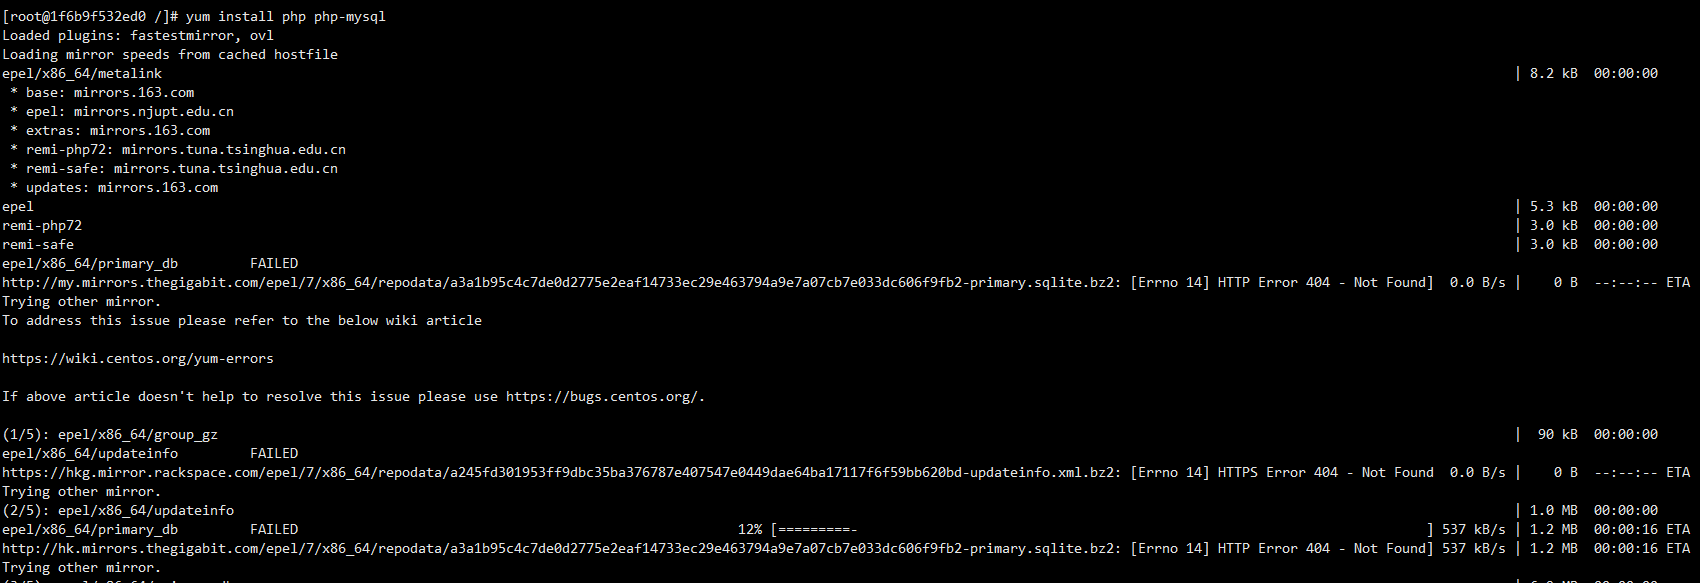 [root@1f6b9f532ed0 /]# yum install php php-mysql
Loaded plugins: fastestmirror, ovl
Loading mirror speeds from cached hostfile
epel/x86_64/metalink | 8.2 kB 00:00:00
* base: mirrors.163.com
* epel: mirrors.njupt.edu.cn
* extras: mirrors.163.com
* remi-php72: mirrors.tuna.tsinghua.edu.cn
* remi-safe: mirrors.tuna.tsinghua.edu.cn
* updates: mirrors.163.com
epel | 5.3 kB 00:00:00
remi-php72 | 3.0 kB 00:00:00
remi-safe | 3.0 kB 00:00:00
epel/x86_64/primary_db FAILED
http://my.mirrors.thegigabit.com/epel/7/x86_64/repodata/a3a1b95c4c7de0d2775e2eaf14733ec29e463794a9e7a07cb7e033dc606f9fb2-primary.sqlite.bz2: [Errno 14] HTTP Error 404 - Not Found] 0.0 B/s | 0 B --:--:-- ETA
Trying other mirror.
To address this issue please refer to the below wiki article
https://wiki.centos.org/yum-errors
If above article doesn't help to resolve this issue please use https://bugs.centos.org/.
(1/5): epel/x86_64/group_gz | 90 kB 00:00:00
epel/x86_64/updateinfo FAILED
https://hkg.mirror.rackspace.com/epel/7/x86_64/repodata/a245fd301953ff9dbc35ba376787e407547e0449dae64ba17117f6f59bb620bd-updateinfo.xml.bz2: [Errno 14] HTTPS Error 404 - Not Found 0.0 B/s | 0 B --:--:-- ETA
Trying other mirror.
(2/5): epel/x86_64/updateinfo | 1.0 MB 00:00:00
epel/x86_64/primary_db FAILED 12% [=========- ] 537 kB/s | 1.2 MB 00:00:16 ETA
http://hk.mirrors.thegigabit.com/epel/7/x86_64/repodata/a3a1b95c4c7de0d2775e2eaf14733ec29e463794a9e7a07cb7e033dc606f9fb2-primary.sqlite.bz2: [Errno 14] HTTP Error 404 - Not Found] 537 kB/s | 1.2 MB 00:00:16 ETA
Trying other mirror.